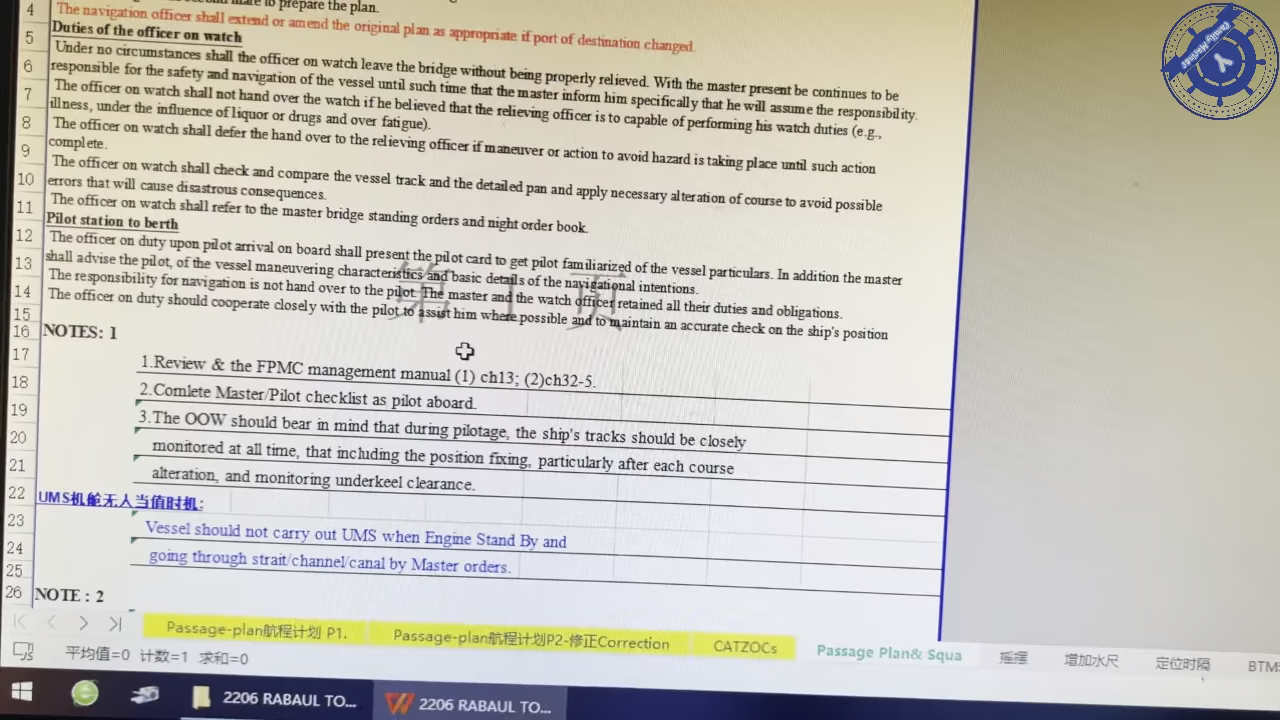 to prepare the plan.
4 The navigation officer shall extend or amend the original plan as appropriate if port of destination changed.
5 Duties of the officer on watch
6 Under no circumstances shall the officer on watch leave the bridge without being properly relieved. With the master present be continues to be
responsible for the safety and navigation of the vessel until such time that the master inform him specifically that he will assume the responsibility.
7 The officer on watch shall not hand over the watch if he believed that the relieving officer is to capable of performing his watch duties (e.g.,
illness, under the influence of liquor or drugs and over fatigue).
8 The officer on watch shall defer the hand over to the relieving officer if maneuver or action to avoid hazard is taking place until such action
complete.
9 The officer on watch shall check and compare the vessel track and the detailed pan and apply necessary alteration of course to avoid possible
10 errors that will cause disastrous consequences.
11 The officer on watch shall refer to the master bridge standing orders and night order book.
Pilot station to berth
12 The officer on duty upon pilot arrival on board shall present the pilot card to get pilot familiarized of the vessel particulars. In addition the master
13 shall advise the pilot, of the vessel maneuvering characteristics and basic details of the navigational intentions.
14 The responsibility for navigation is not hand over to the pilot. The master and the watch officer retained all their duties and obligations.
15 The officer on duty should cooperate closely with the pilot to assist him where possible and to maintain an accurate check on the ship's position
第 1 页
16 NOTES: 1
17 1.Review & the FPMC management manual (1) ch13; (2)ch32-5.
18 2.Comlete Master/Pilot checklist as pilot aboard.
19 3.The OOW should bear in mind that during pilotage, the ship's tracks should be closely
20 monitored at all time, that including the position fixing, particularly after each course
21 alteration, and monitoring underkeel clearance.
22 UMS机舱无人当值时机:
23 Vessel should not carry out UMS when Engine Stand By and
24 going through strait/channel/canal by Master orders.
25
26 NOTE : 2
Passage-plan航程计划 P1. Passage-plan航程计划P2-修正Correction CATZOCs Passage Plan& Squa 摇摆 增加水尺 定位时隔 BTM
平均值=0 计数=1 求和=0
2206 RABAUL TO... 2206 RABAUL TO...